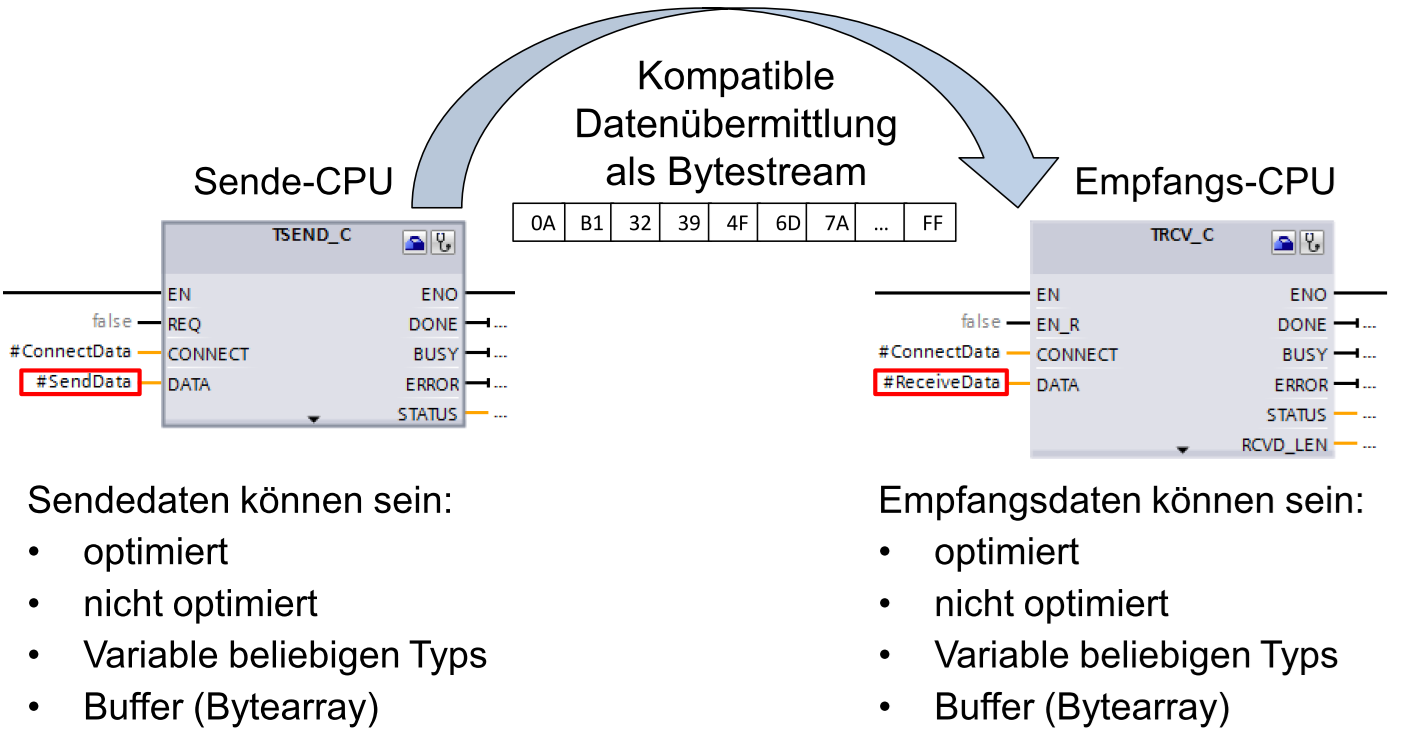 Kompatible
Datenübermittlung
als Bytestream
Sende-CPU
Empfangs-CPU
0A B1 32 39 4F 6D 7A ... FF
TSEND_C
EN ENO
false REQ DONE ...
#ConnectData CONNECT BUSY ...
#SendData DATA ERROR ...
STATUS ...
TRCV_C
EN ENO
false EN_R DONE ...
#ConnectData CONNECT BUSY ...
#ReceiveData DATA ERROR ...
STATUS ...
RCVD_LEN ...
Sendedaten können sein:
• optimiert
• nicht optimiert
• Variable beliebigen Typs
• Buffer (Bytearray)
Empfangsdaten können sein:
• optimiert
• nicht optimiert
• Variable beliebigen Typs
• Buffer (Bytearray)